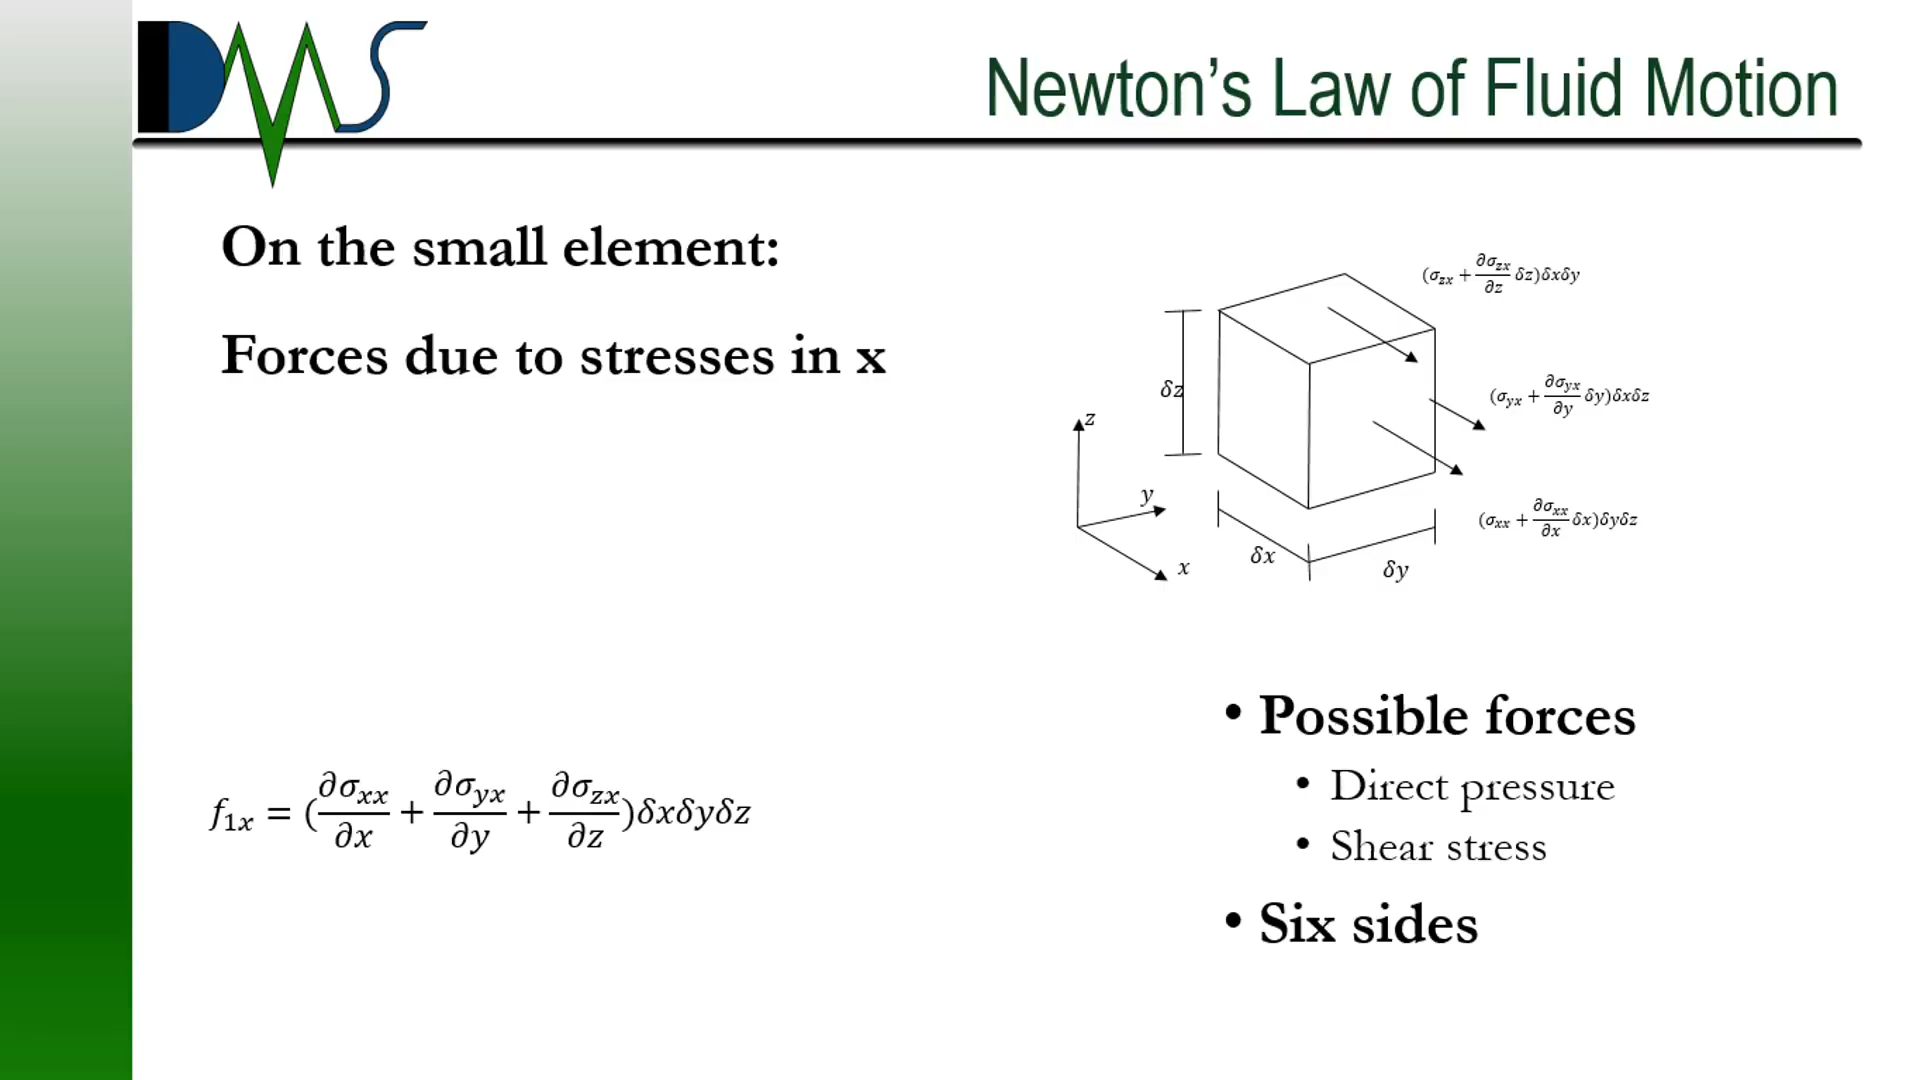 DMS
Newton's Law of Fluid Motion
On the small element:
Forces due to stresses in x
(σzx + ∂σzx/∂z δz)δxδy
(σyx + ∂σyx/∂y δy)δxδz
(σxx + ∂σxx/∂x δx)δyδz
δz
z
y
x
δx
δy
f1x = (∂σxx/∂x + ∂σyx/∂y + ∂σzx/∂z)δxδyδz
• Possible forces
• Direct pressure
• Shear stress
• Six sides